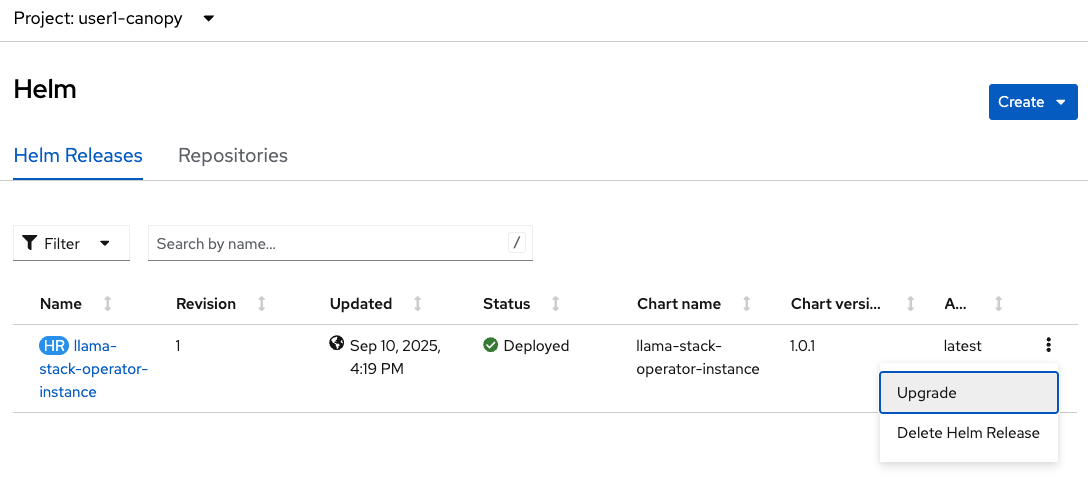 Project: user1-canopy
Helm
Create
Helm Releases Repositories
Filter Search by name... /
Name Revision Updated Status Chart name Chart versi... A...
HR llama- 1 Sep 10, 2025, Deployed llama-stack- 1.0.1 latest
stack-operator- 4:19 PM operator-instance
instance
Upgrade
Delete Helm Release